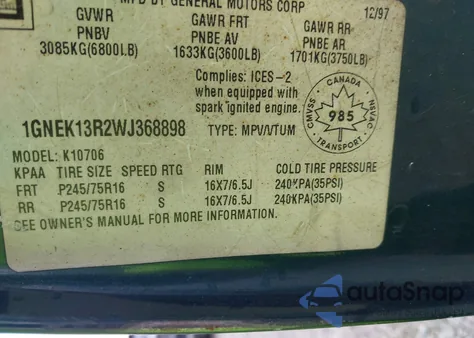 MFD BY GENERAL MOTORS CORP
12/97
GVWR GAWR FRT GAWR RR
PNBV PNBE AV PNBE AR
3085KG(6800LB) 1633KG(3600LB) 1701KG(3750LB)
Complies: ICES-2
when equipped with
spark ignited engine.
CANADA
CMVSS 985 NSVAC
TRANSPORT
1GNEK13R2WJ368898 TYPE: MPV/VTUM
MODEL: K10706
KPAA TIRE SIZE SPEED RTG RIM COLD TIRE PRESSURE
FRT P245/75R16 S 16X7/6.5J 240KPA(35PSI)
RR P245/75R16 S 16X7/6.5J 240KPA(35PSI)
SEE OWNER'S MANUAL FOR MORE INFORMATION.
autoSnap